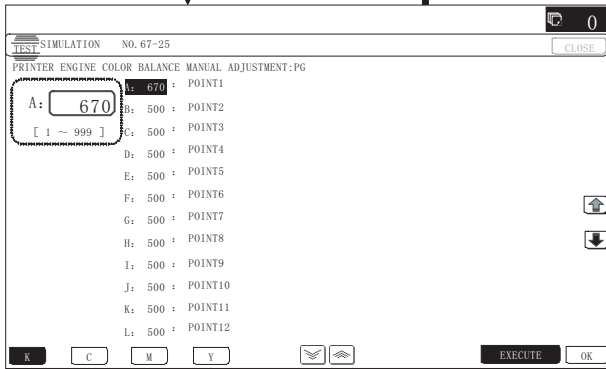 0
TEST SIMULATION NO. 67-25
CLOSE
PRINTER ENGINE COLOR BALANCE MANUAL ADJUSTMENT:PG
A: 670
[ 1 ~ 999 ]
A: 670 : POINT1
B: 500 : POINT2
C: 500 : POINT3
D: 500 : POINT4
E: 500 : POINT5
F: 500 : POINT6
G: 500 : POINT7
H: 500 : POINT8
I: 500 : POINT9
J: 500 : POINT10
K: 500 : POINT11
L: 500 : POINT12
K C M Y EXECUTE OK